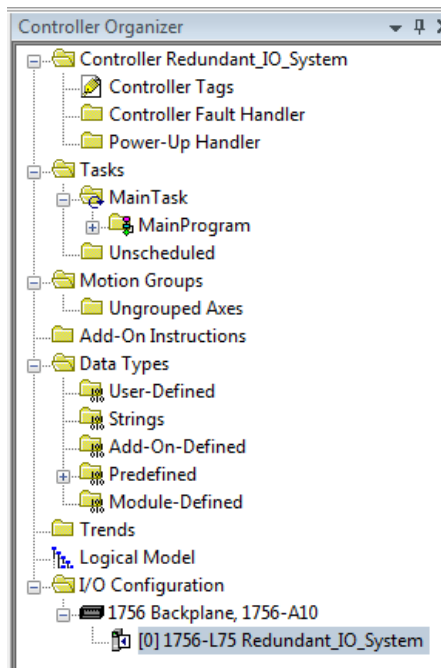 Controller Organizer
Controller Redundant_IO_System
Controller Tags
Controller Fault Handler
Power-Up Handler
Tasks
MainTask
MainProgram
Unscheduled
Motion Groups
Ungrouped Axes
Add-On Instructions
Data Types
User-Defined
Strings
Add-On-Defined
Predefined
Module-Defined
Trends
Logical Model
I/O Configuration
1756 Backplane, 1756-A10
[0] 1756-L75 Redundant_IO_System